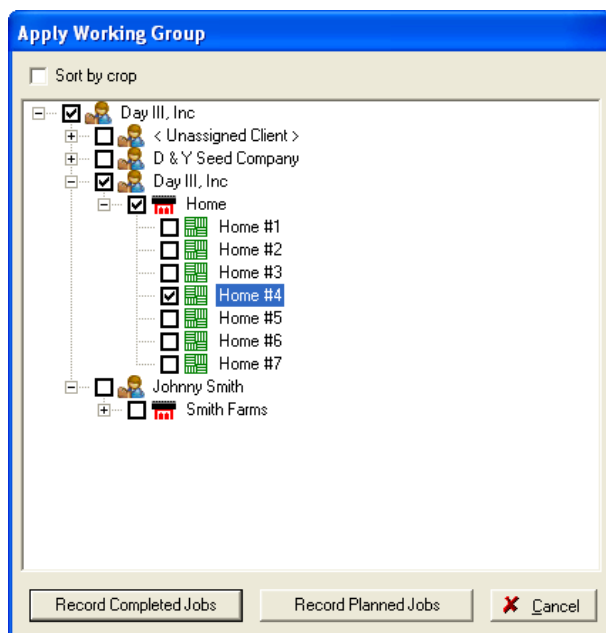 Apply Working Group
Sort by crop
Day III, Inc
< Unassigned Client >
D & Y Seed Company
Day III, Inc
Home
Home #1
Home #2
Home #3
Home #4
Home #5
Home #6
Home #7
Johnny Smith
Smith Farms
Record Completed Jobs Record Planned Jobs Cancel